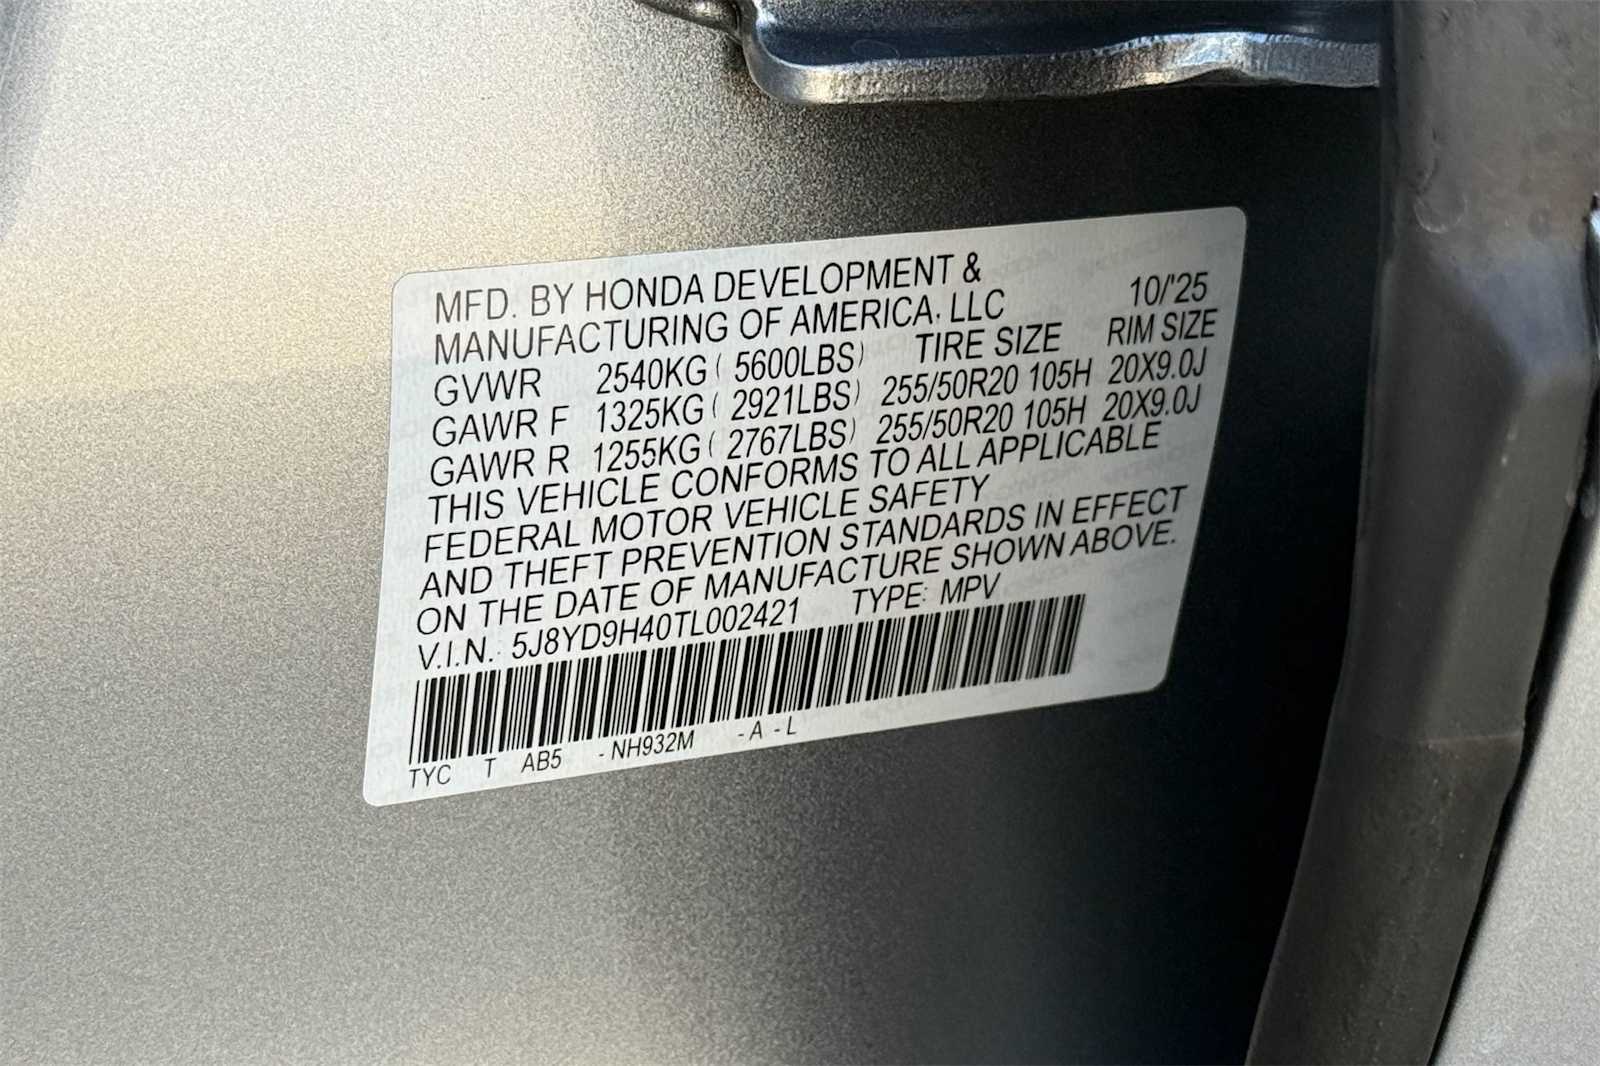 MFD. BY HONDA DEVELOPMENT &
MANUFACTURING OF AMERICA, LLC 10/'25
GVWR 2540KG ( 5600LBS) TIRE SIZE RIM SIZE
GAWR F 1325KG ( 2921LBS) 255/50R20 105H 20X9.0J
GAWR R 1255KG ( 2767LBS) 255/50R20 105H 20X9.0J
THIS VEHICLE CONFORMS TO ALL APPLICABLE
FEDERAL MOTOR VEHICLE SAFETY
AND THEFT PREVENTION STANDARDS IN EFFECT
ON THE DATE OF MANUFACTURE SHOWN ABOVE.
V.I.N.: 5J8YD9H40TL002421 TYPE: MPV
TYC T AB5 - NH932M - A - L